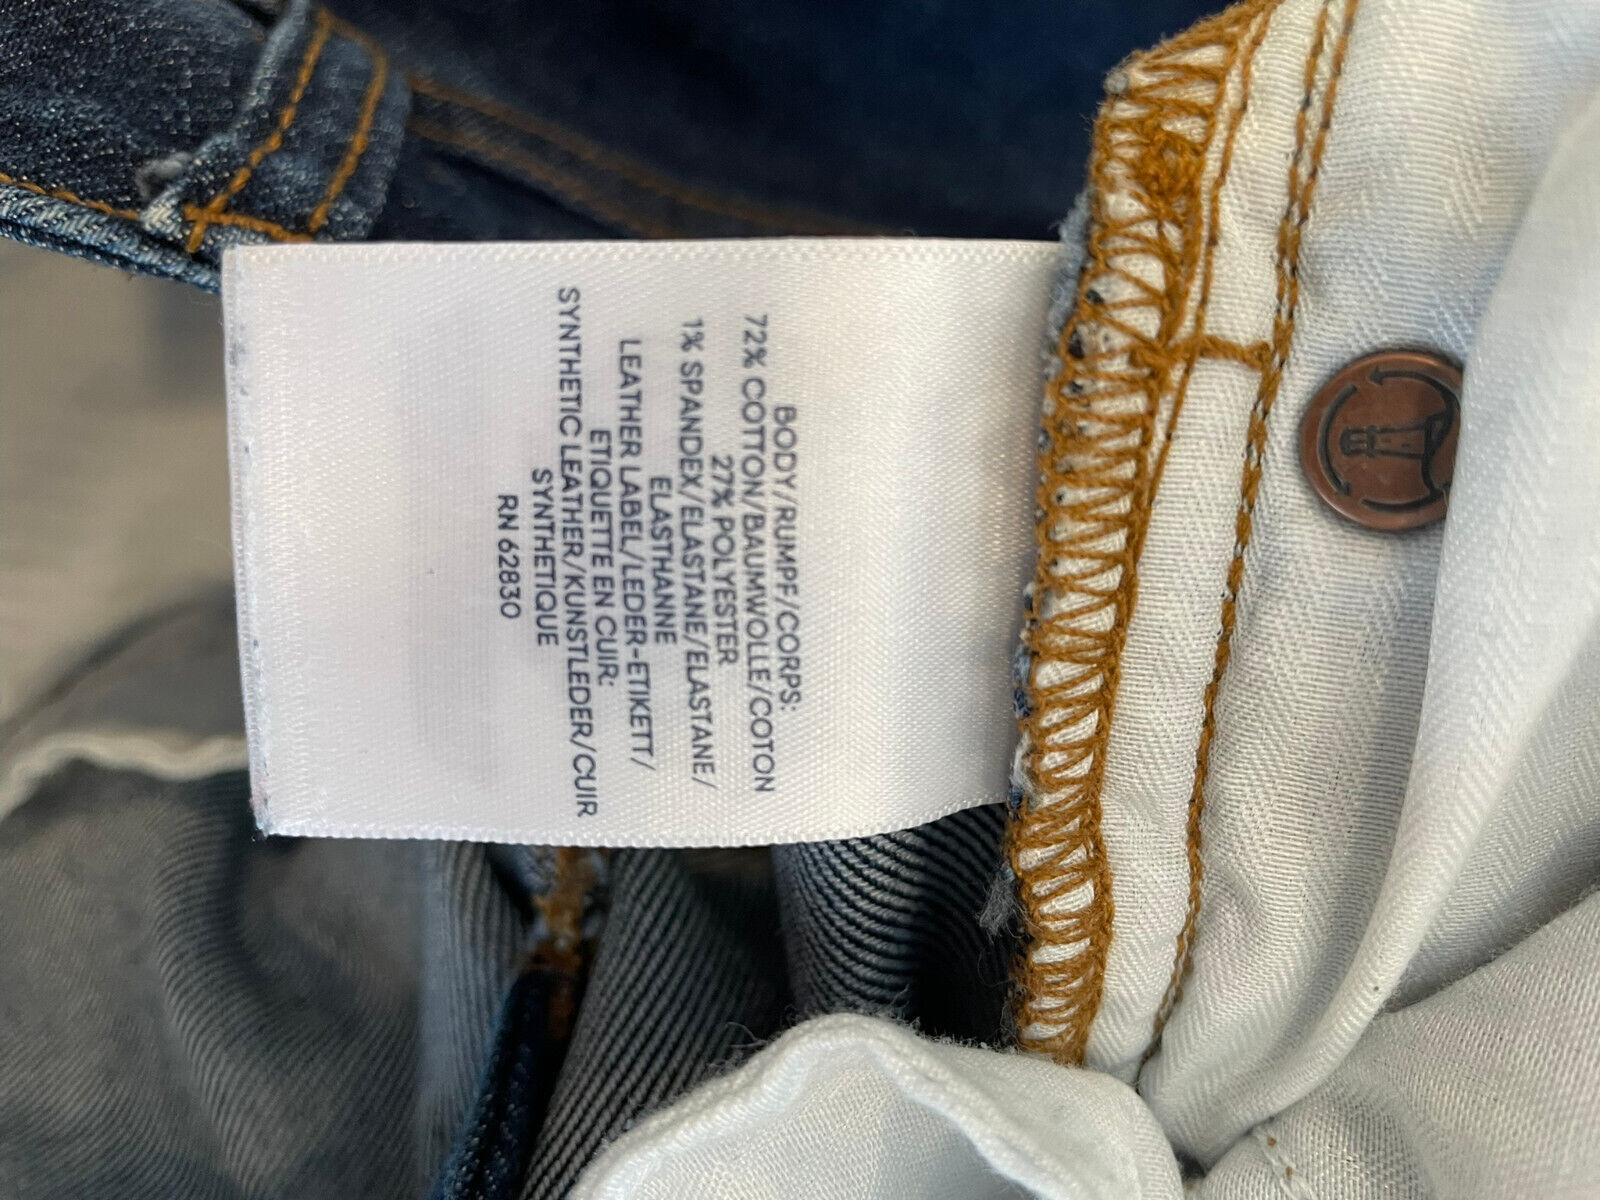 BODY/RUMPF/CORPS:
72% COTTON/BAUMWOLLE/COTON
27% POLYESTER
1% SPANDEX/ELASTANE/ELASTANE/
ELASTHANNE
LEATHER LABEL/LEDER-ETIKETT/
ETIQUETTE EN CUIR:
SYNTHETIC LEATHER/KUNSTLEDER/CUIR
SYNTHETIQUE
RN 62830